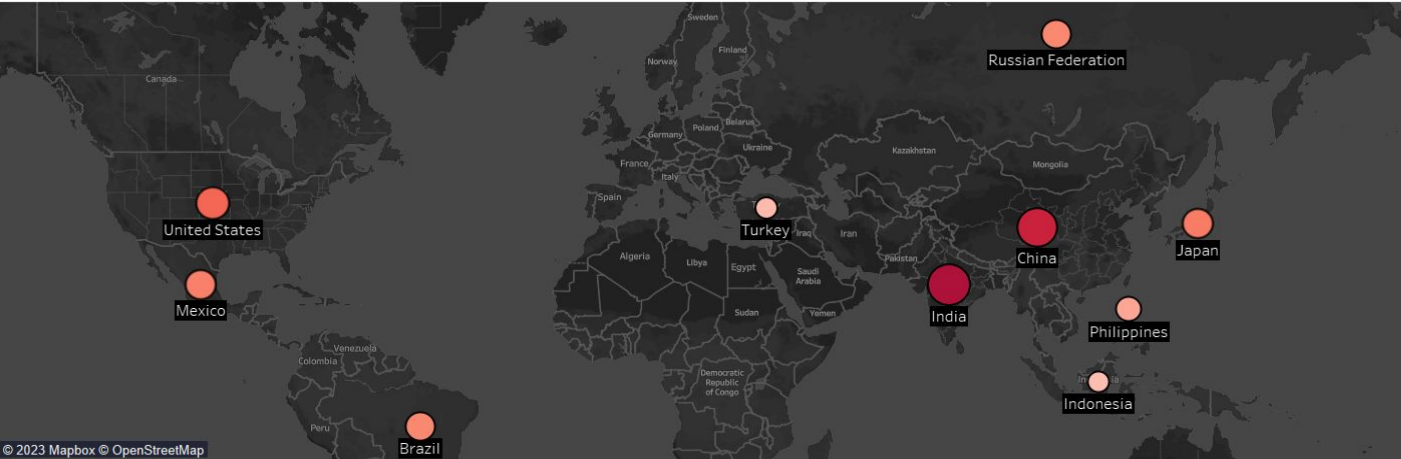 Sweden
Finland
Russian Federation
Norway
Canada
Belarus
Poland
Germany
Ukraine
Kazakhstan
France
Mongolia
Italy
Spain
United States
Turkey
Iraq
Iran
China
Japan
Pakistan
Algeria
Libya
Egypt
Saudi
Arabia
Mexico
India
Sudan
Yemen
Philippines
Venezuela
Colombia
Democratic
Republic
of Congo
Indonesia
Peru
Brazil
© 2023 Mapbox © OpenStreetMap